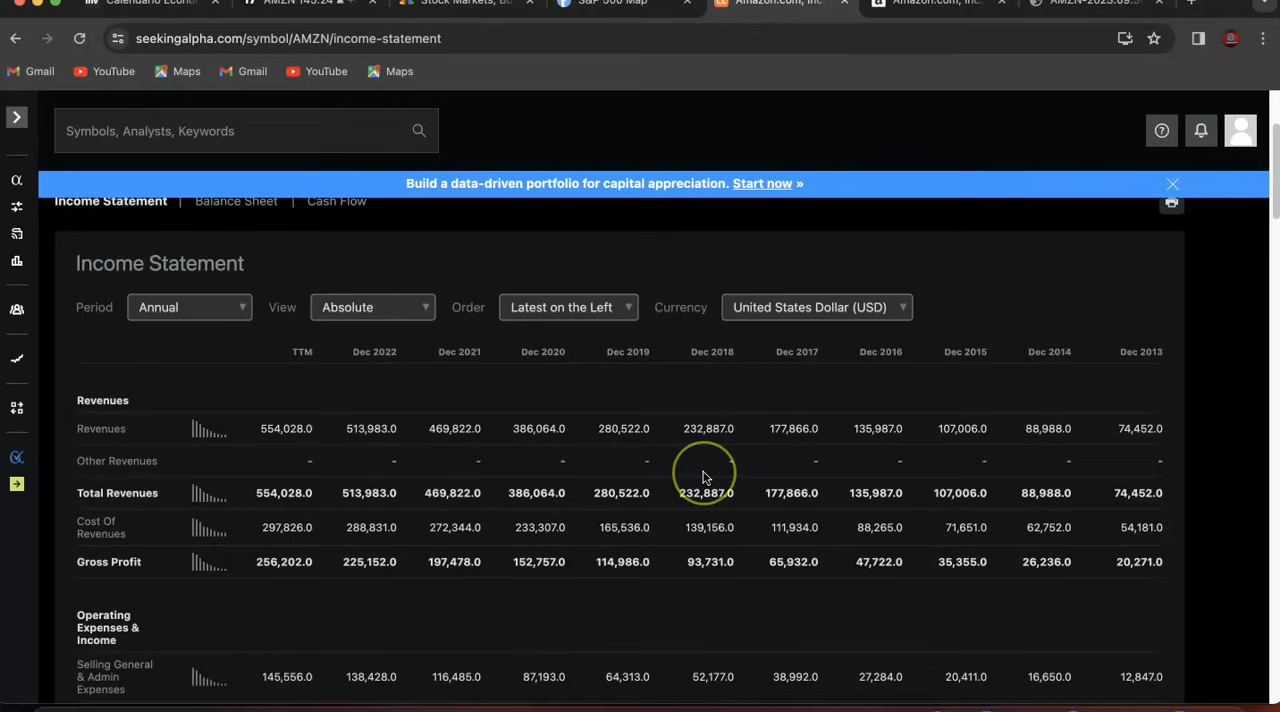 Calendario Econo
AMZN 145.24
Stock Markets, Bu
S&P 500 Map
Amazon.com, Inc.
Amazon.com, Inc.
seekingalpha.com/symbol/AMZN/income-statement
Gmail YouTube Maps Gmail YouTube Maps
Symbols, Analysts, Keywords
Build a data-driven portfolio for capital appreciation. Start now »
Income Statement | Balance Sheet | Cash Flow
Income Statement
Period Annual View Absolute Order Latest on the Left Currency United States Dollar (USD)
TTM Dec 2022 Dec 2021 Dec 2020 Dec 2019 Dec 2018 Dec 2017 Dec 2016 Dec 2015 Dec 2014 Dec 2013
Revenues
Revenues 554,028.0 513,983.0 469,822.0 386,064.0 280,522.0 232,887.0 177,866.0 135,987.0 107,006.0 88,988.0 74,452.0
Other Revenues - - - - - - - - - - -
Total Revenues 554,028.0 513,983.0 469,822.0 386,064.0 280,522.0 232,887.0 177,866.0 135,987.0 107,006.0 88,988.0 74,452.0
Cost Of
Revenues 297,826.0 288,831.0 272,344.0 233,307.0 165,536.0 139,156.0 111,934.0 88,265.0 71,651.0 62,752.0 54,181.0
Gross Profit 256,202.0 225,152.0 197,478.0 152,757.0 114,986.0 93,731.0 65,932.0 47,722.0 35,355.0 26,236.0 20,271.0
Operating
Expenses &
Income
Selling General
& Admin
Expenses 145,556.0 138,428.0 116,485.0 87,193.0 64,313.0 52,177.0 38,992.0 27,284.0 20,411.0 16,650.0 12,847.0